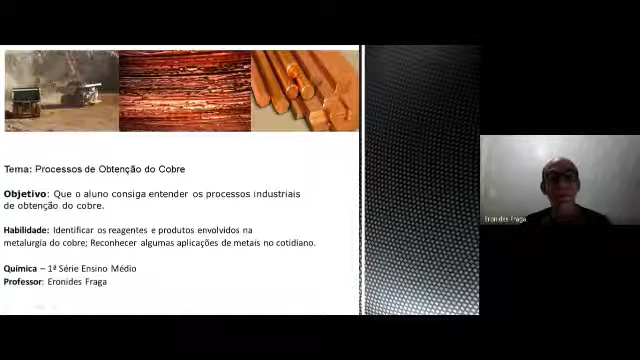 Tema: Processos de Obtenção do Cobre
Objetivo: Que o aluno consiga entender os processos industriais
de obtenção do cobre.
Habilidade: Identificar os reagentes e produtos envolvidos na
metalurgia do cobre; Reconhecer algumas aplicações de metais no cotidiano.
Química – 1ª Série Ensino Médio
Professor: Eronides Fraga
Eronides Fraga